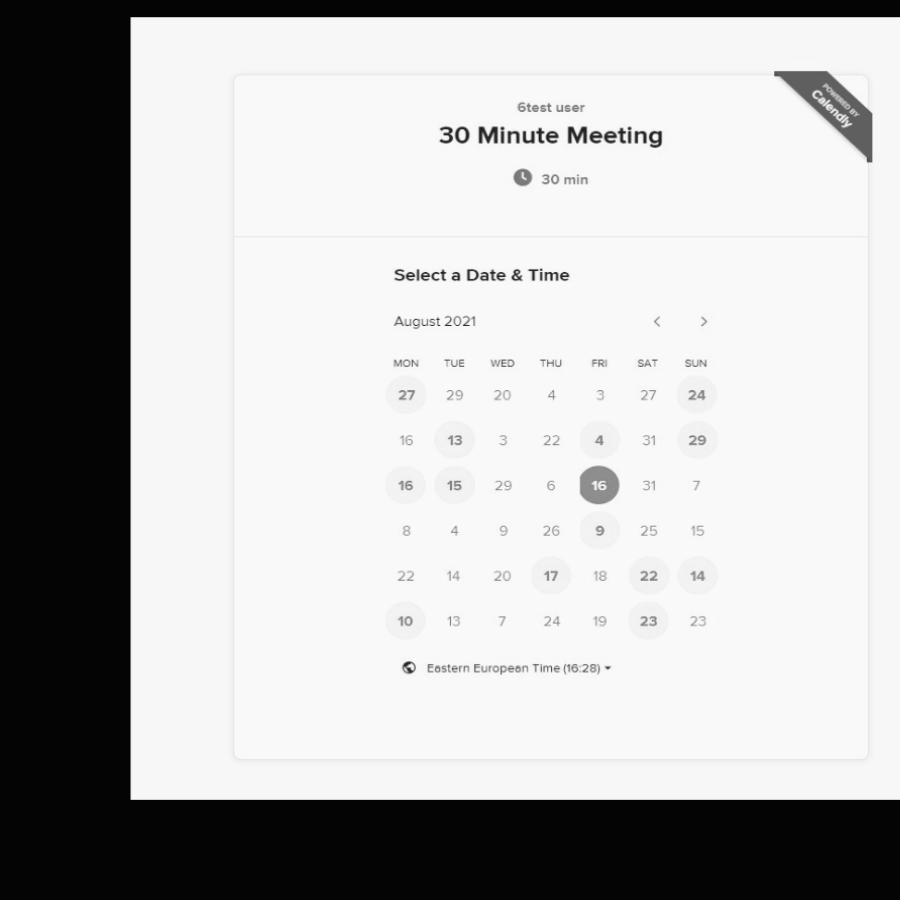 POWERED BY
Calendly
6test user
30 Minute Meeting
30 min
Select a Date & Time
August 2021
MON TUE WED THU FRI SAT SUN
27 29 20 4 3 27 24
16 13 3 22 4 31 29
16 15 29 6 16 31 7
8 4 9 26 9 25 15
22 14 20 17 18 22 14
10 13 7 24 19 23 23
Eastern European Time (16:28)